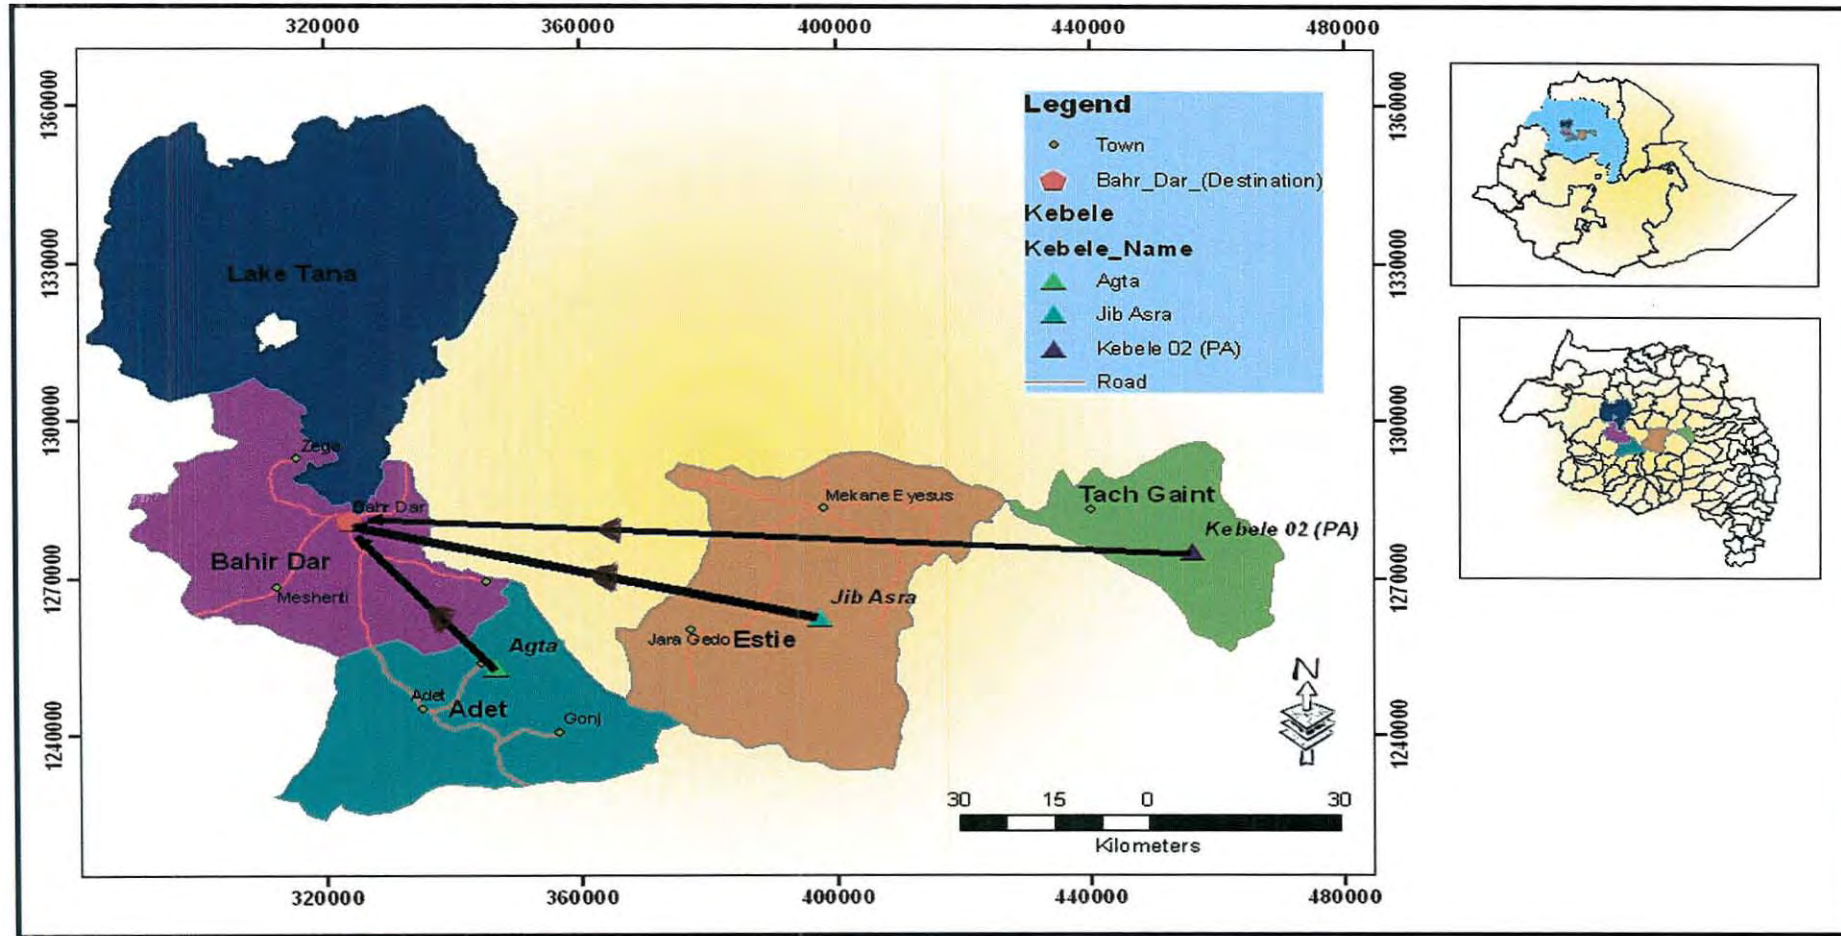 320000 360000 400000 440000 480000
1360000
1330000
1300000
1270000
1240000
1360000
1330000
1300000
1270000
1240000
Legend
Town
Bahr_Dar_(Destination)
Kebele
Kebele_Name
Agta
Jib Asra
Kebele 02 (PA)
Road
Lake Tana
Zege
Bahr Dar
Bahir Dar
Meshenti
Mekane Eyesus
Tach Gaint
Kebele 02 (PA)
Jib Asra
Jara Gedo
Estie
Agta
Adet
Adet
Gonj
N
30 15 0 30
Kilometers
320000 360000 400000 440000 480000